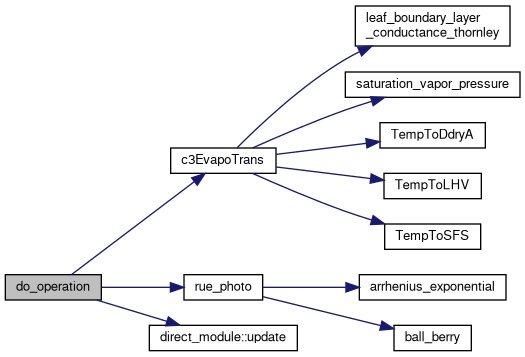 leaf_boundary_layer
_conductance_thornley
saturation_vapor_pressure
TempToDdryA
c3EvapoTrans
TempToLHV
TempToSFS
do_operation
rue_photo
arrhenius_exponential
direct_module::update
ball_berry